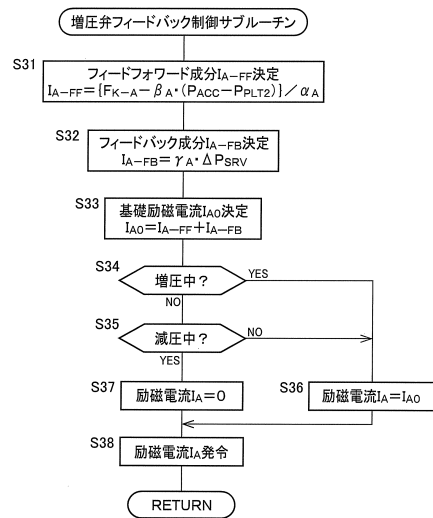 増圧弁フィードバック制御サブルーチン
S31
フィードフォワード成分IA-FF決定
IA-FF={FK-A-βA・(PACC-PPLT2)}/αA
S32
フィードバック成分IA-FB決定
IA-FB=γA・ΔPSRV
S33
基礎励磁電流IA0決定
IA0=IA-FF+IA-FB
S34
増圧中？
YES
NO
S35
減圧中？
NO
YES
S37
励磁電流IA=0
S36
励磁電流IA=IA0
S38
励磁電流IA発令
RETURN